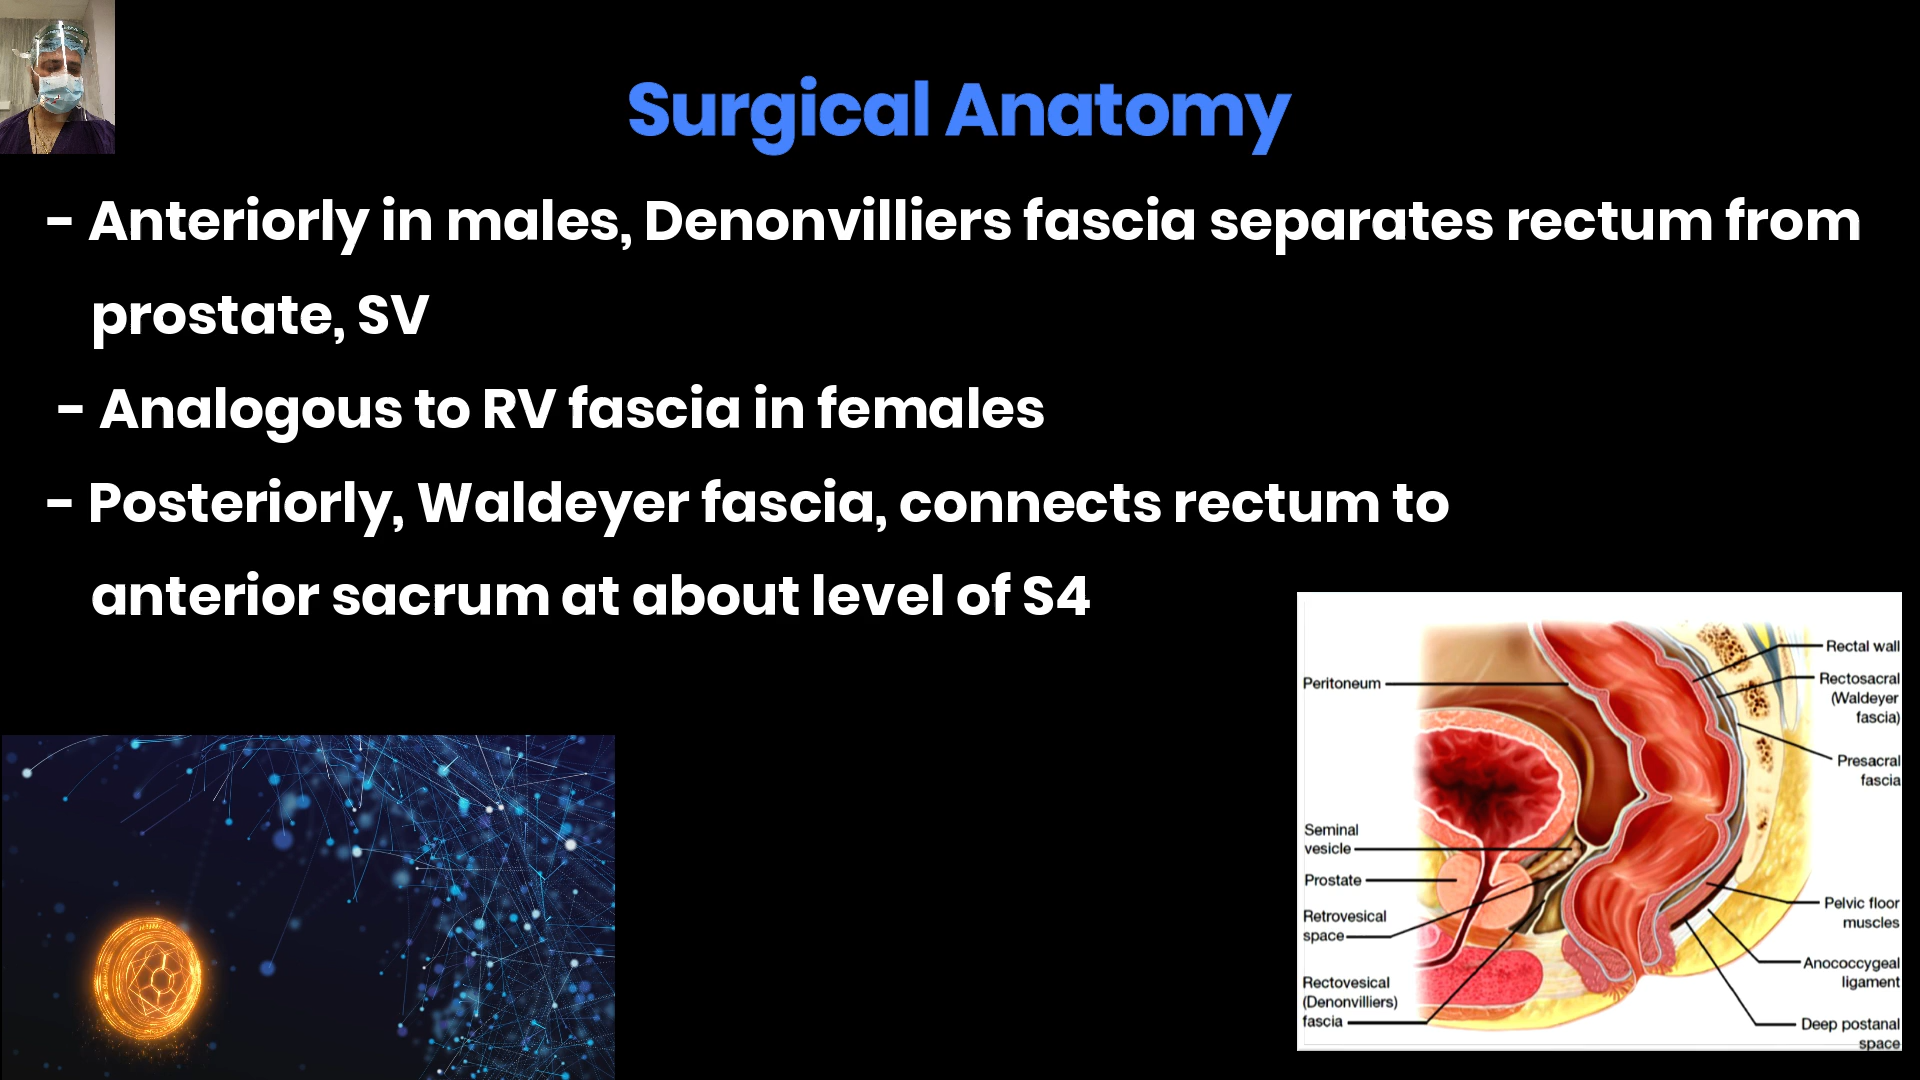 Surgical Anatomy
- Anteriorly in males, Denonvilliers fascia separates rectum from
prostate, SV
- Analogous to RV fascia in females
- Posteriorly, Waldeyer fascia, connects rectum to
anterior sacrum at about level of S4
Peritoneum
Seminal
vesicle
Prostate
Retrovesical
space
Rectovesical
(Denonvilliers)
fascia
Rectal wall
Rectosacral
(Waldeyer
fascia)
Presacral
fascia
Pelvic floor
muscles
Anococcygeal
ligament
Deep postanal
space